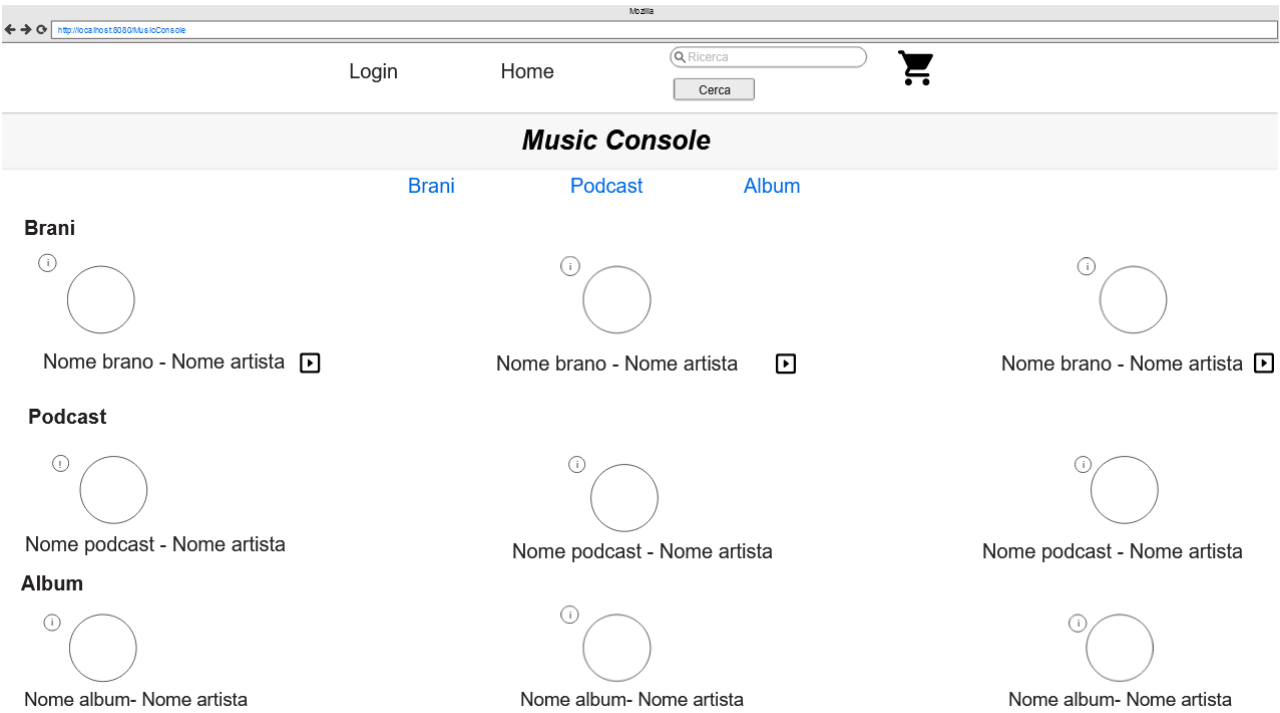 Mozilla
http://localhost:8080/MusicConsole
Login Home Ricerca
Cerca
Music Console
Brani Podcast Album
Brani
i i i
Nome brano - Nome artista Nome brano - Nome artista Nome brano - Nome artista
Podcast
! i i
Nome podcast - Nome artista Nome podcast - Nome artista Nome podcast - Nome artista
Album
i i i
Nome album- Nome artista Nome album- Nome artista Nome album- Nome artista